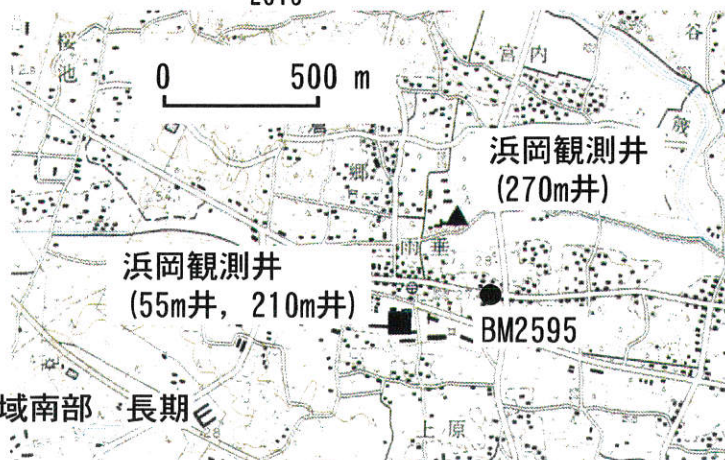 桜池
宮内
谷
0 500 m
浜岡観測井
(270m井)
郷
雨垂
浜岡観測井
(55m井, 210m井)
BM2595
域南部 長期
上原